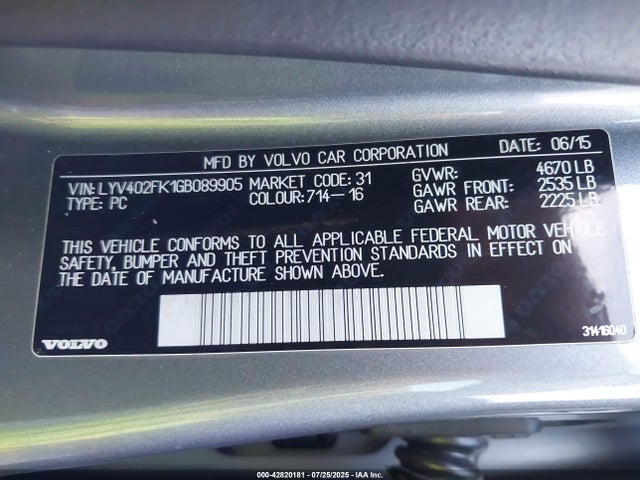 MFD BY VOLVO CAR CORPORATION DATE: 06/15
VIN: LYV402FK1GB089905 MARKET CODE: 31 GVWR: 4670 LB
TYPE: PC COLOUR: 714-16 GAWR FRONT: 2535 LB
GAWR REAR: 2225 LB
THIS VEHICLE CONFORMS TO ALL APPLICABLE FEDERAL MOTOR VEHICLE
SAFETY, BUMPER AND THEFT PREVENTION STANDARDS IN EFFECT ON
THE DATE OF MANUFACTURE SHOWN ABOVE.
VOLVO 31416040
000-42820181 - 07/25/2025 - IAA Inc.